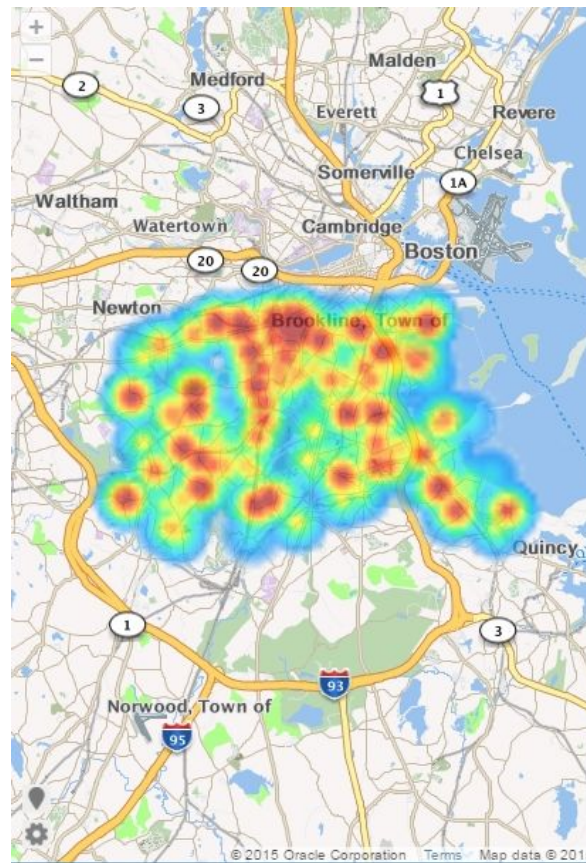 +
−
Malden
2
Medford
1
3
Everett
Revere
Chelsea
Somerville
1A
Waltham
Watertown
Cambridge
Boston
20
20
Newton
Brookline, Town of
Quincy
1
3
93
Norwood, Town of
95
© 2015 Oracle Corporation Terms Map data © 201